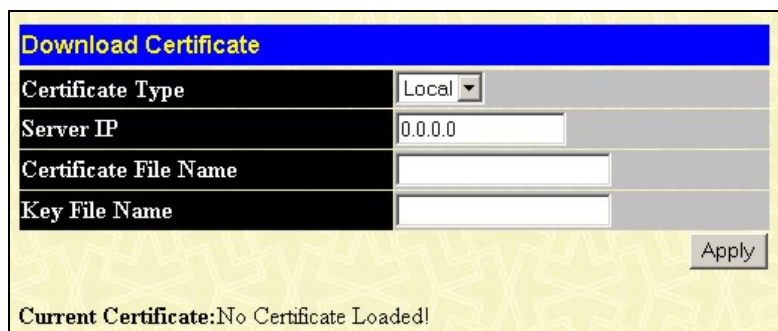 Download Certificate
Certificate Type Local
Server IP 0.0.0.0
Certificate File Name
Key File Name
Apply
Current Certificate:No Certificate Loaded!